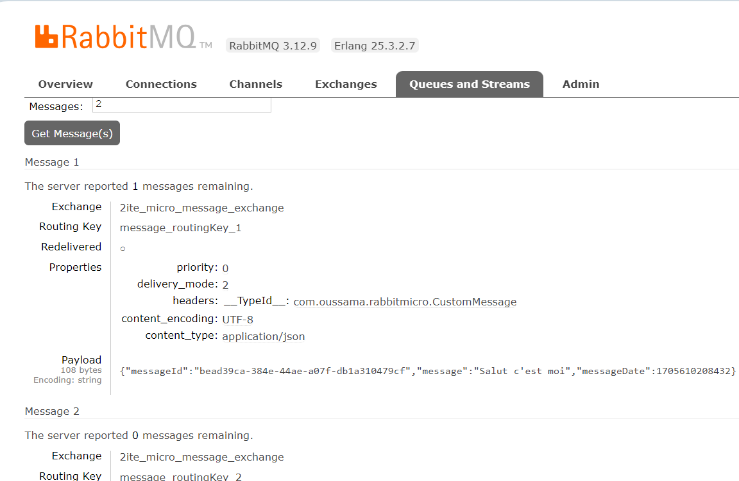 RabbitMQ TM RabbitMQ 3.12.9 Erlang 25.3.2.7
Overview Connections Channels Exchanges Queues and Streams Admin
Messages: 2
Get Message(s)
Message 1
The server reported 1 messages remaining.
Exchange 2ite_micro_message_exchange
Routing Key message_routingKey_1
Redelivered ○
Properties priority: 0
delivery_mode: 2
headers: __TypeId__: com.oussama.rabbitmicro.CustomMessage
content_encoding: UTF-8
content_type: application/json
Payload
108 bytes
Encoding: string
{"messageId":"bead39ca-384e-44ae-a07f-db1a310479cf","message":"Salut c'est moi","messageDate":1705610208432}
Message 2
The server reported 0 messages remaining.
Exchange 2ite_micro_message_exchange
Routing Key message_routingKey_2